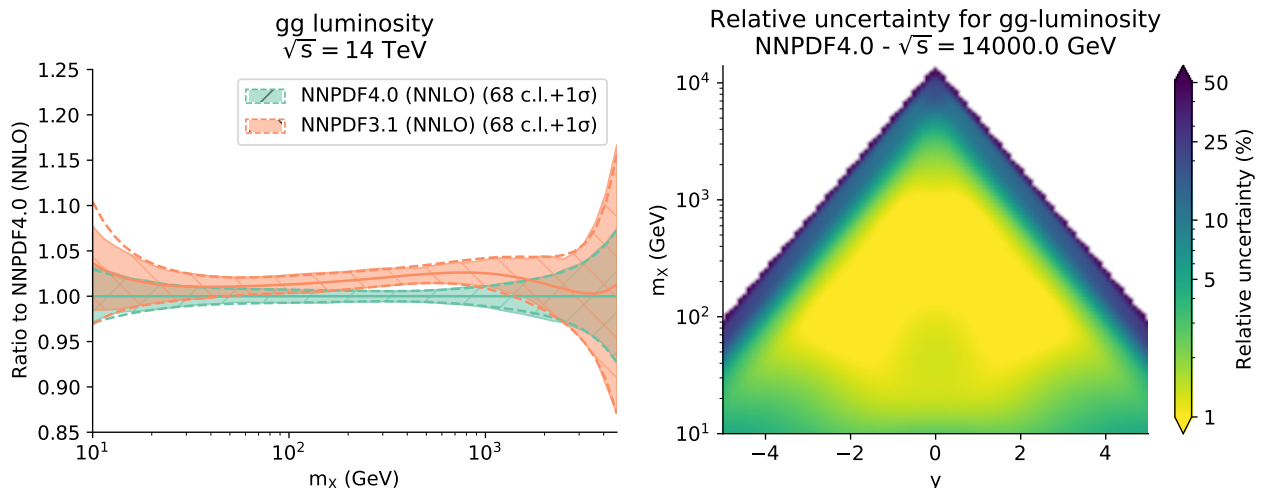 gg luminosity
√s = 14 TeV
1.25
1.20
1.15
1.10
1.05
1.00
0.95
0.90
0.85
Ratio to NNPDF4.0 (NNLO)
NNPDF4.0 (NNLO) (68 c.l.+1σ)
NNPDF3.1 (NNLO) (68 c.l.+1σ)
10¹
10²
10³
mX (GeV)
Relative uncertainty for gg-luminosity
NNPDF4.0 - √s = 14000.0 GeV
10⁴
10³
10²
10¹
mX (GeV)
−4
−2
0
2
4
y
50
25
10
5
1
Relative uncertainty (%)